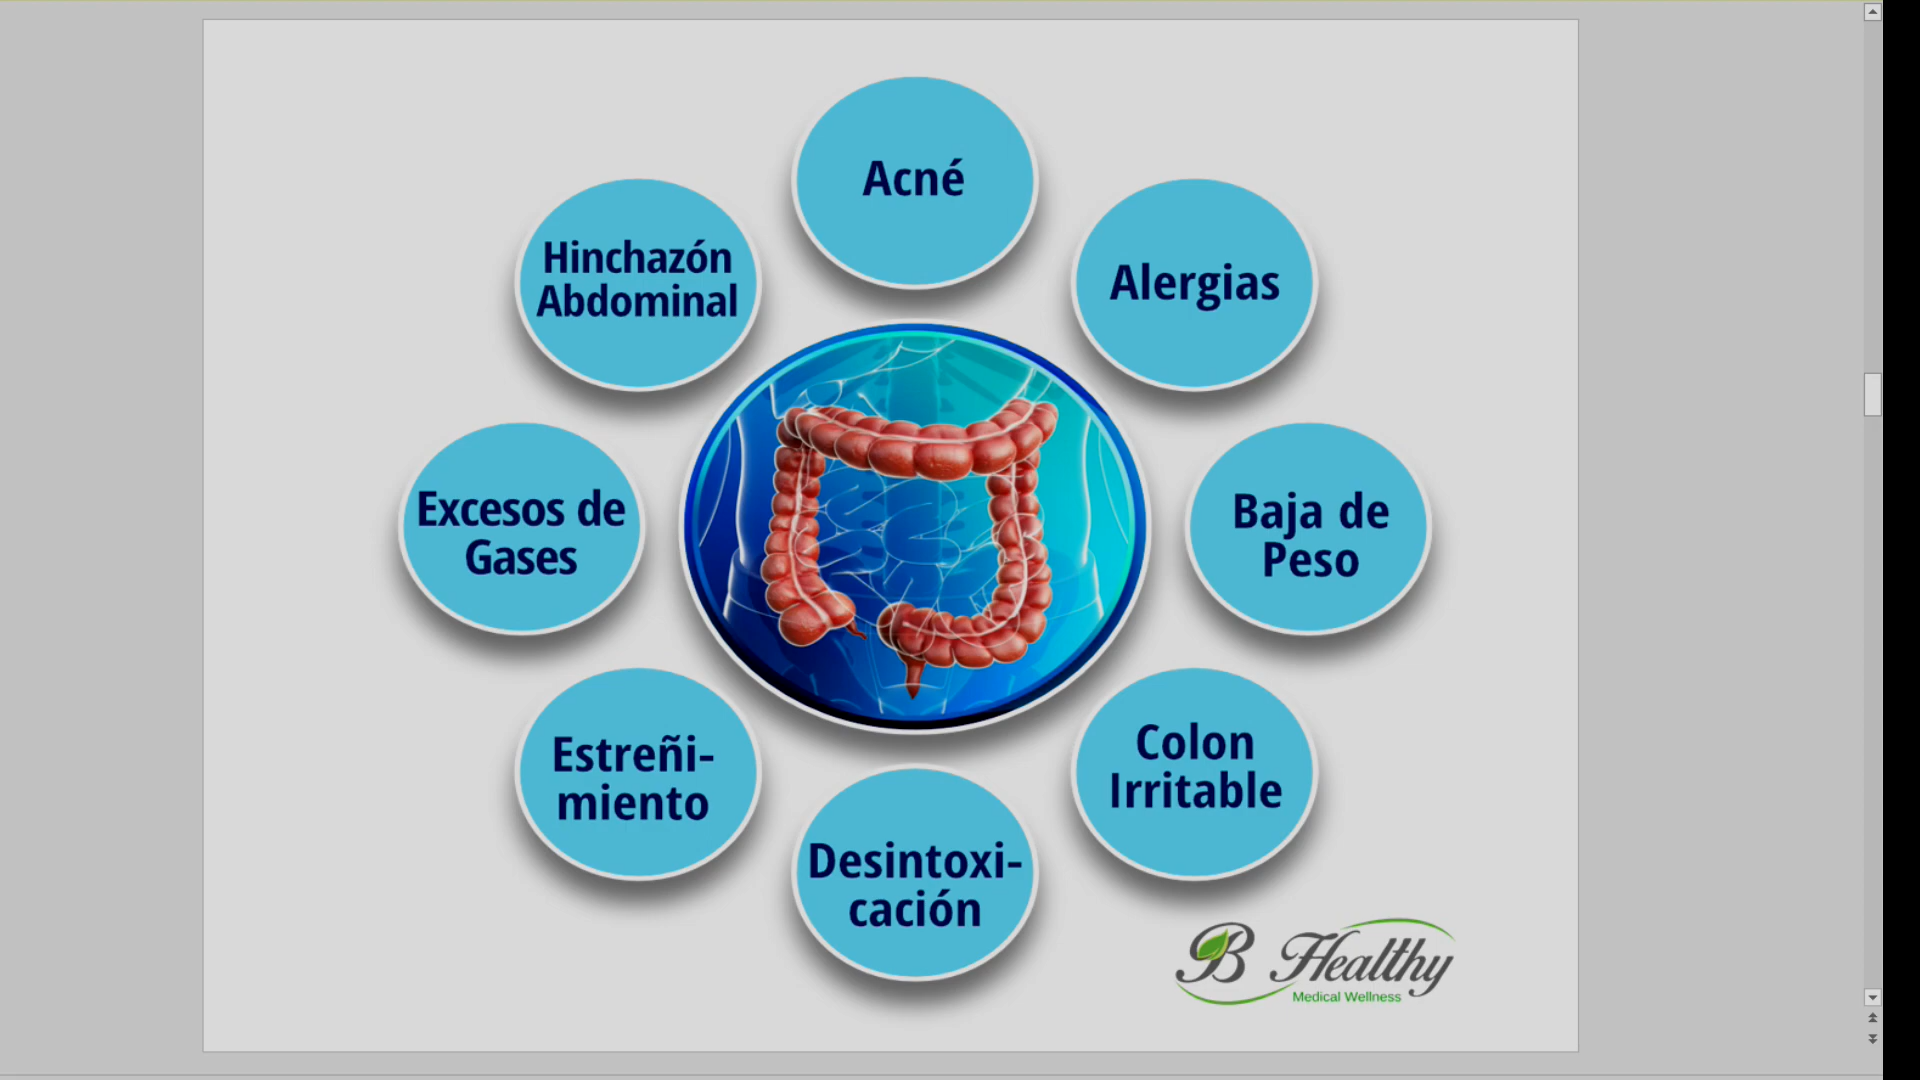 Acné
Hinchazón
Abdominal
Alergias
Excesos de
Gases
Baja de
Peso
Estreñi-
miento
Colon
Irritable
Desintoxi-
cación
B Healthy
Medical Wellness